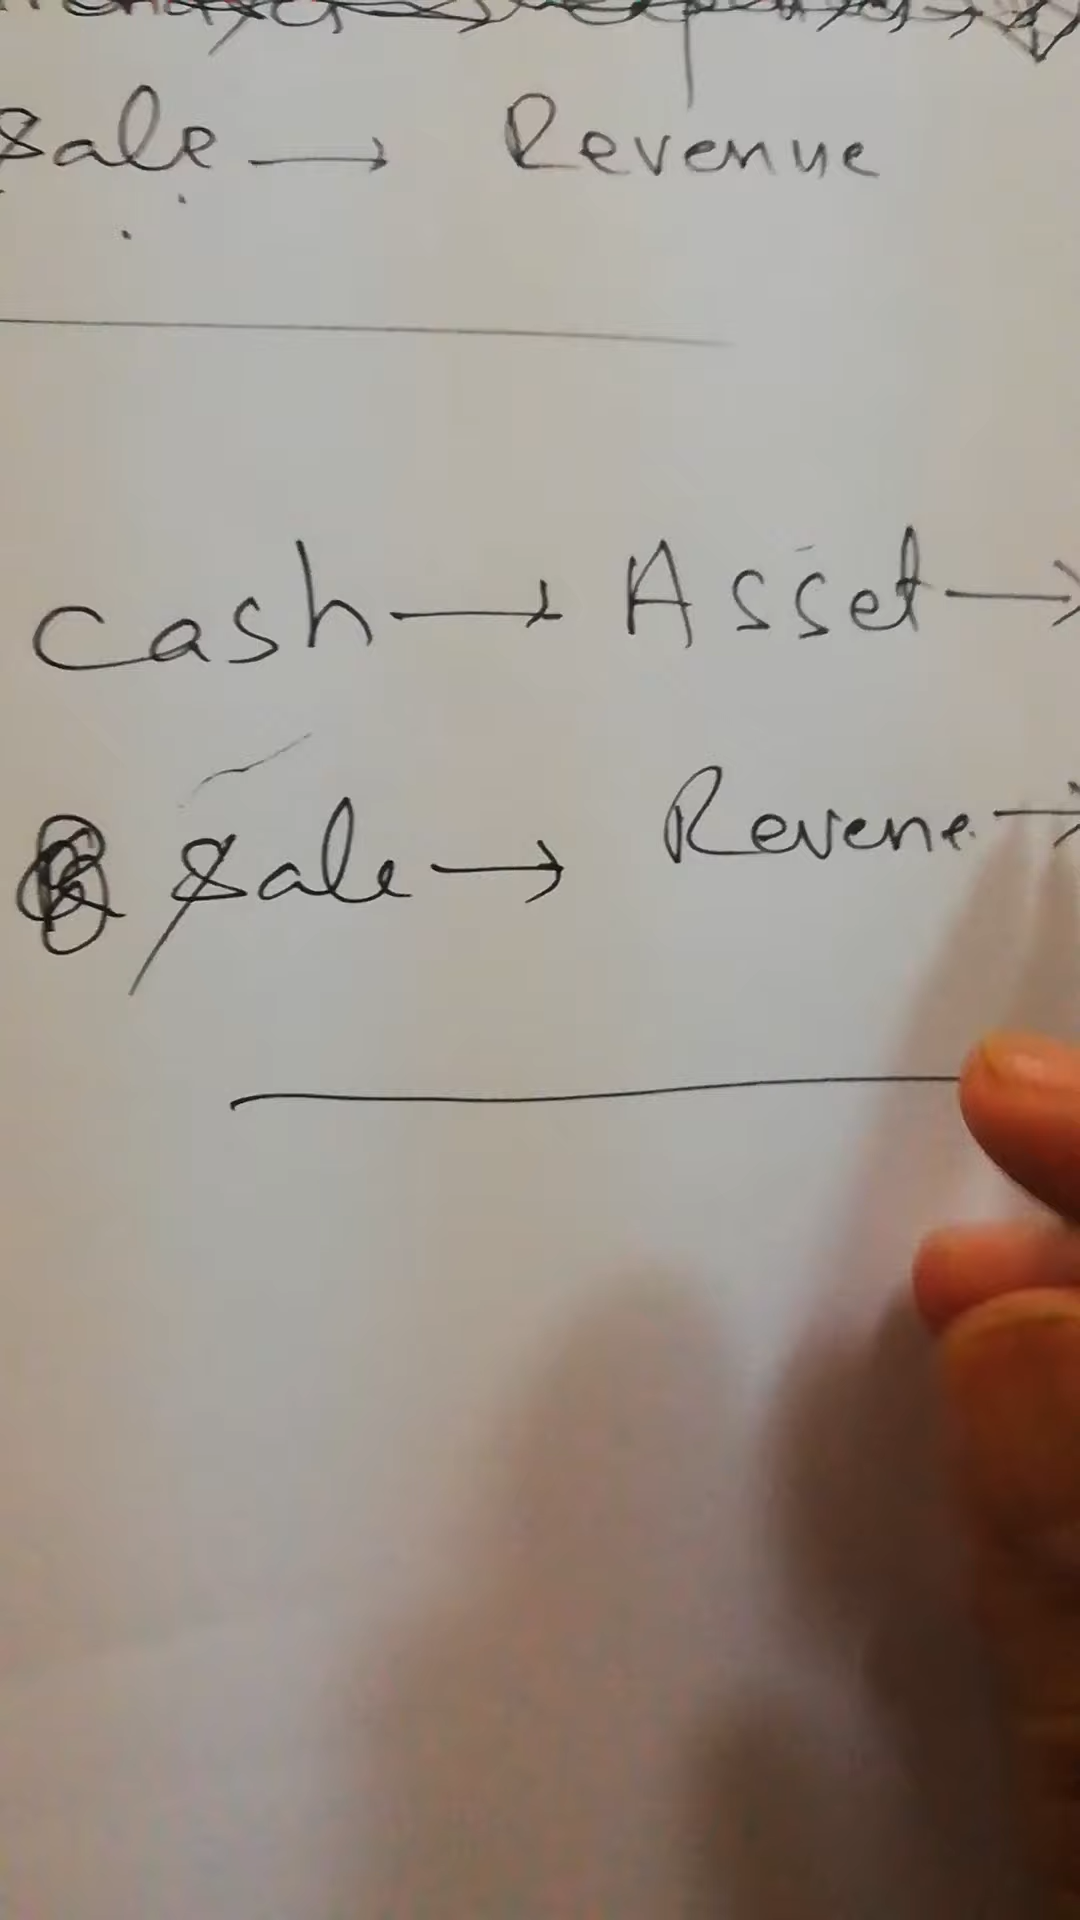 Sale → Revenue
Cash → Asset →
Sale → Revene →